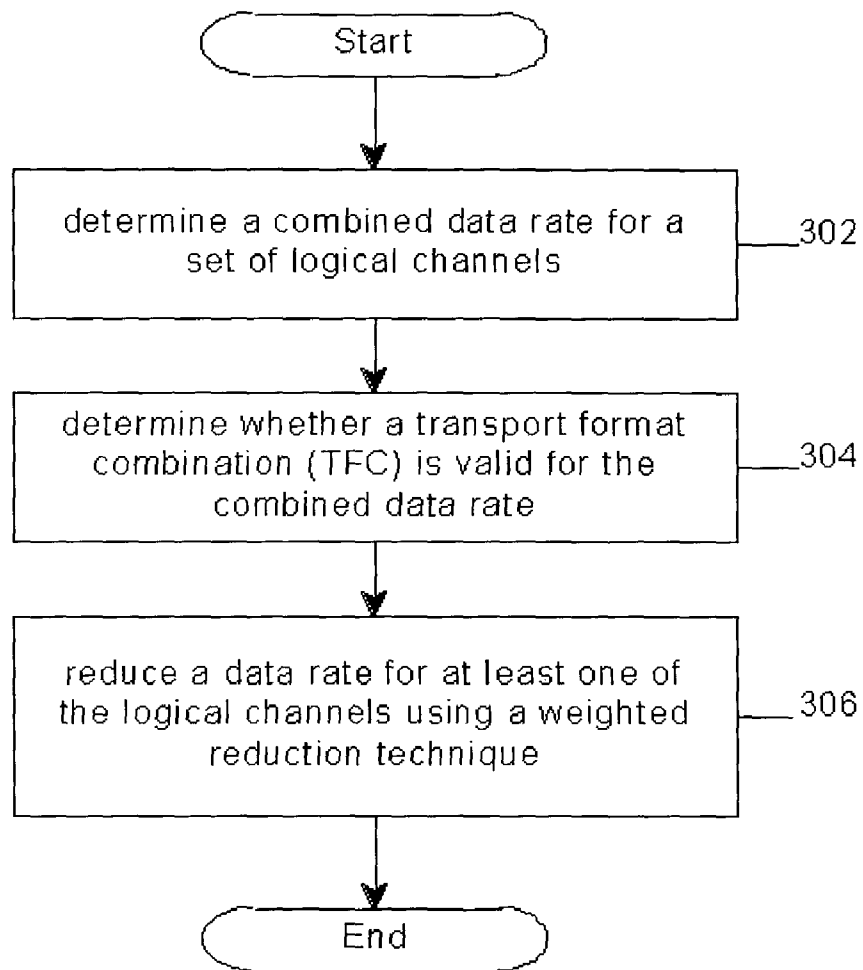 Start
determine a combined data rate for a
set of logical channels
302
determine whether a transport format
combination (TFC) is valid for the
combined data rate
304
reduce a data rate for at least one of
the logical channels using a weighted
reduction technique
306
End